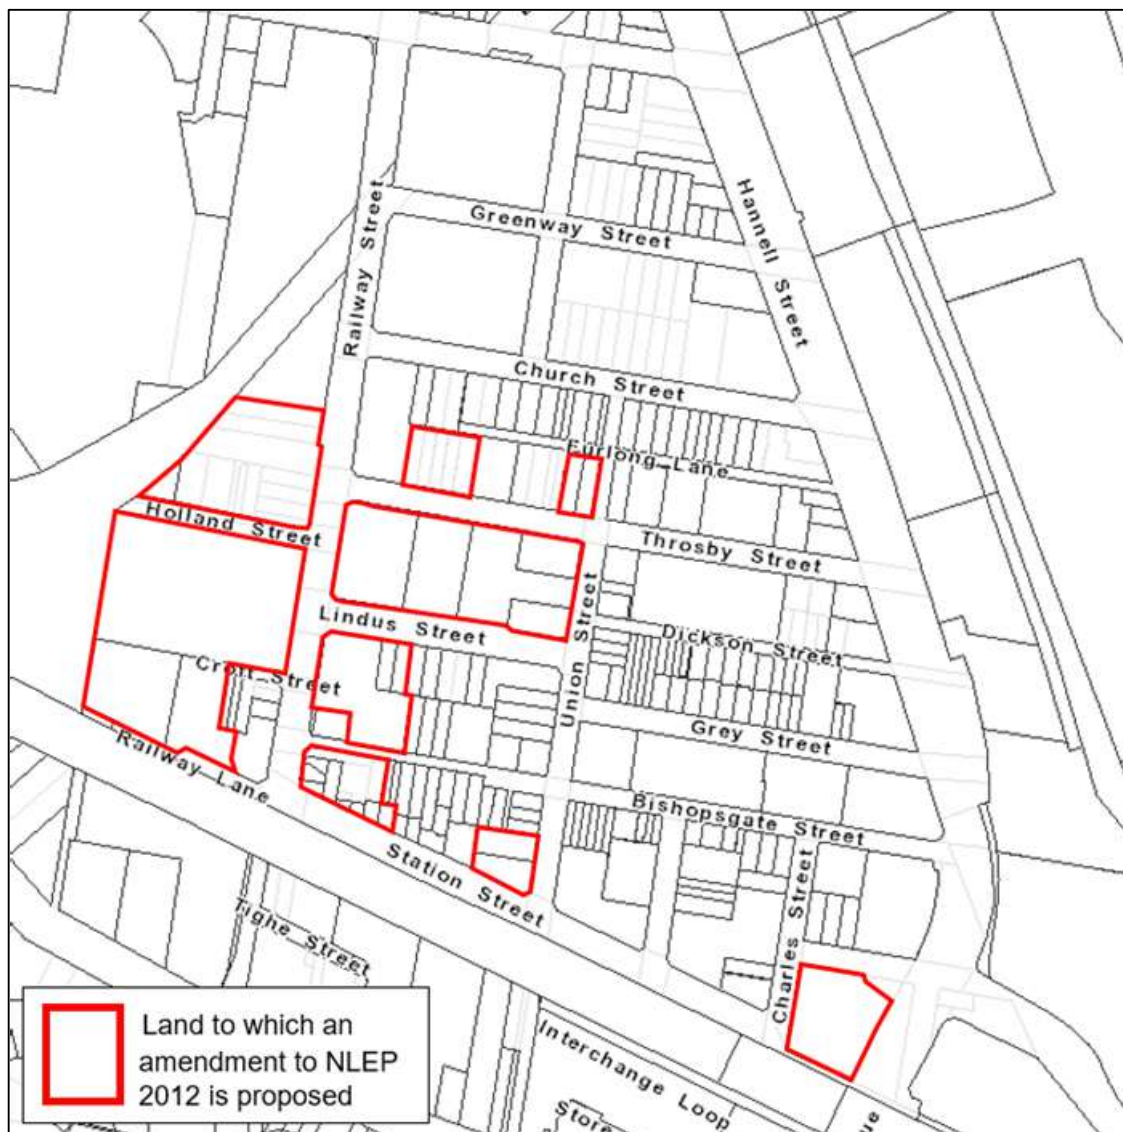 Hannell Street
Railway Street
Greenway Street
Church Street
Furlong Lane
Holland Street
Throsby Street
Lindus Street
Dickson Street
Union Street
Croft Street
Grey Street
Railway Lane
Bishopsgate Street
Station Street
Charles Street
Tighe Street
Interchange Loop
Store
ue
Land to which an
amendment to NLEP
2012 is proposed